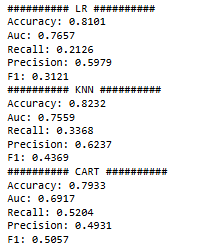 ########## LR ##########
Accuracy: 0.8101
Auc: 0.7657
Recall: 0.2126
Precision: 0.5979
F1: 0.3121
########## KNN ##########
Accuracy: 0.8232
Auc: 0.7559
Recall: 0.3368
Precision: 0.6237
F1: 0.4369
########## CART ##########
Accuracy: 0.7933
Auc: 0.6917
Recall: 0.5204
Precision: 0.4931
F1: 0.5057